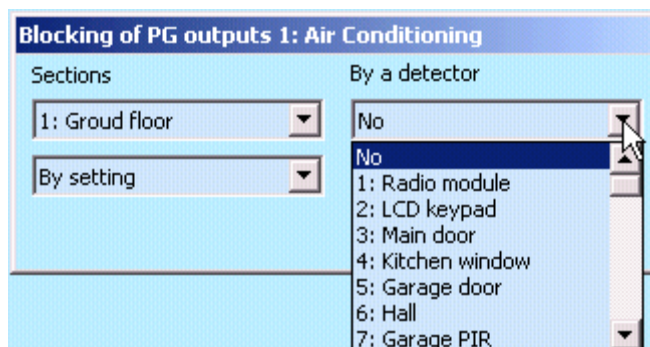 Blocking of PG outputs 1: Air Conditioning
Sections
By a detector
1: Groud floor
No
By setting
No
1: Radio module
2: LCD keypad
3: Main door
4: Kitchen window
5: Garage door
6: Hall
7: Garage PIR